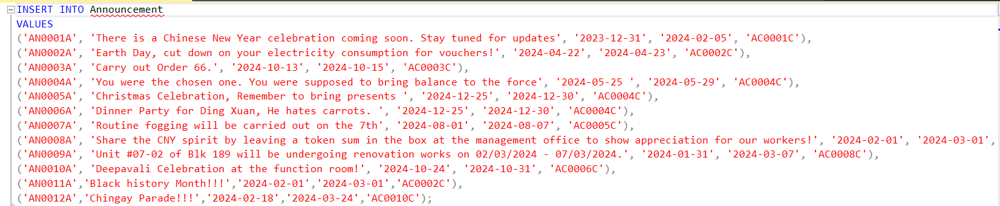 INSERT INTO Announcement
VALUES
('AN0001A', 'There is a Chinese New Year celebration coming soon. Stay tuned for updates', '2023-12-31', '2024-02-05', 'AC0001C'),
('AN0002A', 'Earth Day, cut down on your electricity consumption for vouchers!', '2024-04-22', '2024-04-23', 'AC0002C'),
('AN0003A', 'Carry out Order 66.', '2024-10-13', '2024-10-15', 'AC0003C'),
('AN0004A', 'You were the chosen one. You were supposed to bring balance to the force', '2024-05-25 ', '2024-05-29', 'AC0004C'),
('AN0005A', 'Christmas Celebration, Remember to bring presents ', '2024-12-25', '2024-12-30', 'AC0004C'),
('AN0006A', 'Dinner Party for Ding Xuan, He hates carrots. ', '2024-12-25', '2024-12-30', 'AC0004C'),
('AN0007A', 'Routine fogging will be carried out on the 7th', '2024-08-01', '2024-08-07', 'AC0005C'),
('AN0008A', 'Share the CNY spirit by leaving a token sum in the box at the management office to show appreciation for our workers!', '2024-02-01', '2024-03-01',
('AN0009A', 'Unit #07-02 of Blk 189 will be undergoing renovation works on 02/03/2024 - 07/03/2024.', '2024-01-31', '2024-03-07', 'AC0008C'),
('AN0010A', 'Deepavali Celebration at the function room!', '2024-10-24', '2024-10-31', 'AC0006C'),
('AN0011A','Black history Month!!!','2024-02-01','2024-03-01','AC0002C'),
('AN0012A','Chingay Parade!!!','2024-02-18','2024-03-24','AC0010C');